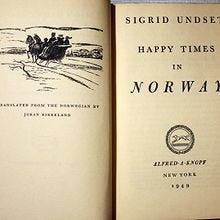 TRANSLATED FROM THE NORWEGIAN BY
JORAN BIRKELAND
SIGRID UNDSET
HAPPY TIMES
IN
NORWAY
ALFRED·A·KNOPF
NEW YORK
1949